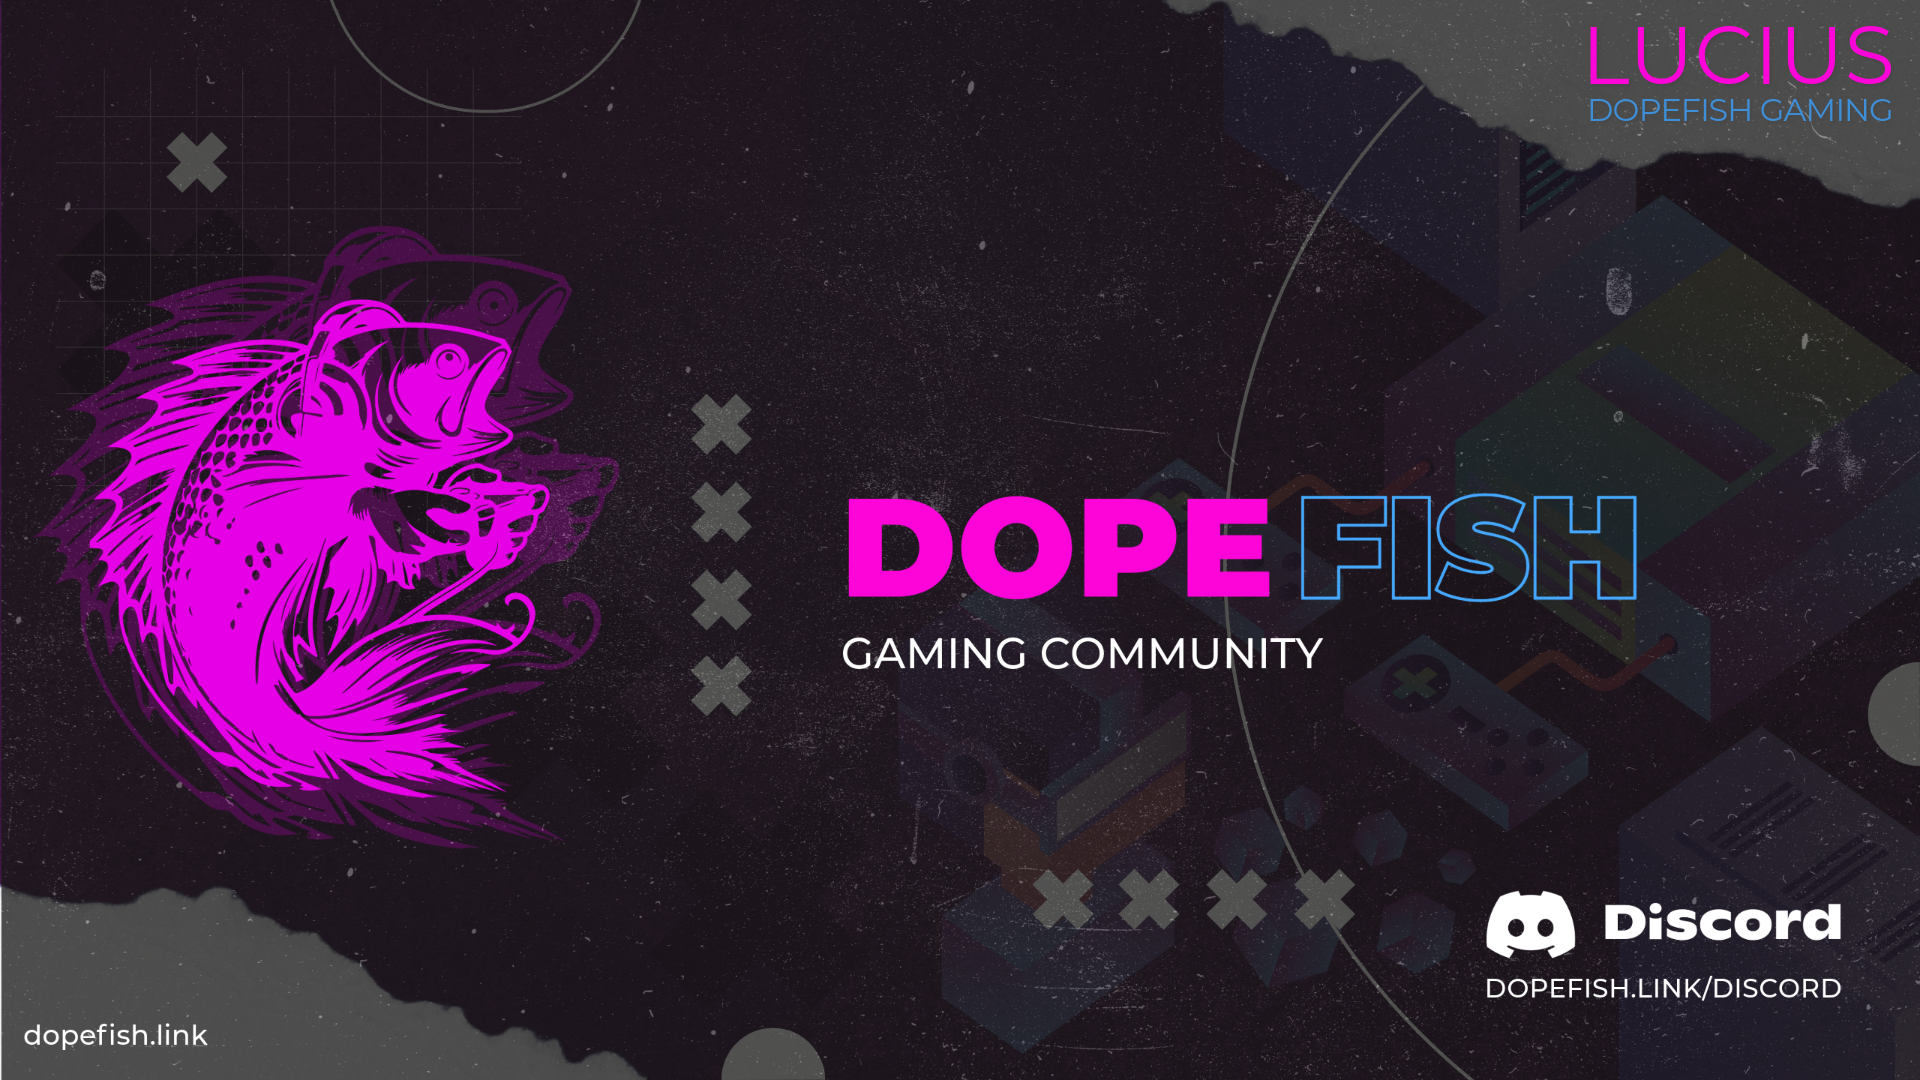 LUCIUS
DOPEFISH GAMING
DOPE FISH
GAMING COMMUNITY
Discord
DOPEFISH.LINK/DISCORD
dopefish.link